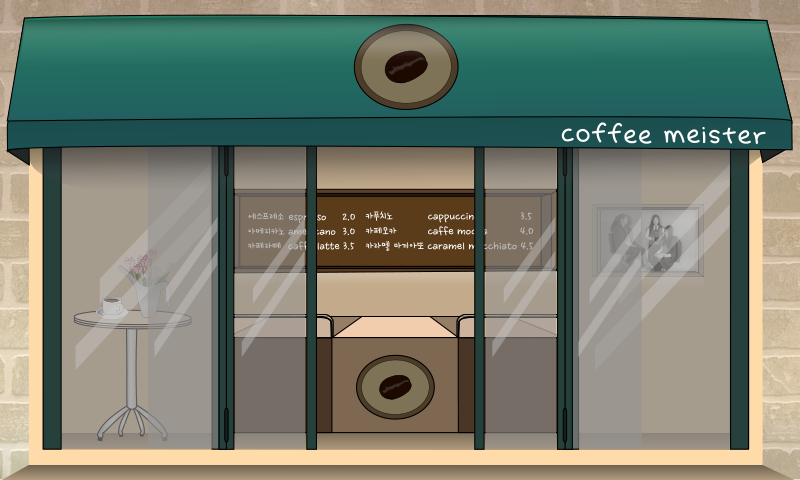 coffee meister
에스프레소 espresso 2.0 카푸치노 cappuccino 3.5
아메리카노 americano 3.0 카페모카 caffe mocha 4.0
카페라떼 caffe latte 3.5 카라멜 마키아또 caramel macchiato 4.5